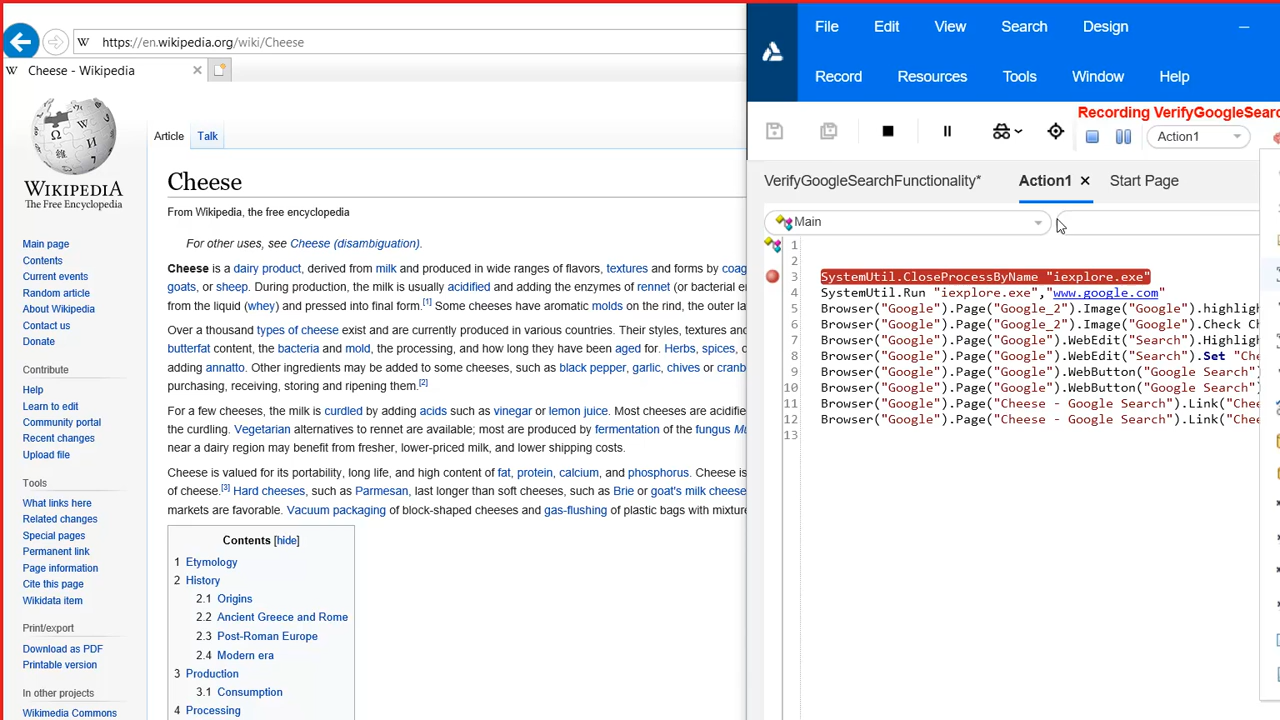 https://en.wikipedia.org/wiki/Cheese
Cheese - Wikipedia
WIKIPEDIA
The Free Encyclopedia
Main page
Contents
Current events
Random article
About Wikipedia
Contact us
Donate
Contribute
Help
Learn to edit
Community portal
Recent changes
Upload file
Tools
What links here
Related changes
Special pages
Permanent link
Page information
Cite this page
Wikidata item
Print/export
Download as PDF
Printable version
In other projects
Wikimedia Commons
Article Talk
Cheese
From Wikipedia, the free encyclopedia
For other uses, see Cheese (disambiguation).
Cheese is a dairy product, derived from milk and produced in wide ranges of flavors, textures and forms by coag
goats, or sheep. During production, the milk is usually acidified and adding the enzymes of rennet (or bacterial e
from the liquid (whey) and pressed into final form.[1] Some cheeses have aromatic molds on the rind, the outer la
Over a thousand types of cheese exist and are currently produced in various countries. Their styles, textures and
butterfat content, the bacteria and mold, the processing, and how long they have been aged for. Herbs, spices, o
added annatto. Other ingredients may be added to some cheeses, such as black pepper, garlic, chives or cranb
purchasing, receiving, storing and ripening them.[2]
For a few cheeses, the milk is curdled by adding acids such as vinegar or lemon juice. Most cheeses are acidifie
the curdling. Vegetarian alternatives to rennet are available; most are produced by fermentation of the fungus Mu
near a dairy region may benefit from fresher, lower-priced milk, and lower shipping costs.
Cheese is valued for its portability, long life, and high content of fat, protein, calcium, and phosphorus. Cheese is
of cheese.[3] Hard cheeses, such as Parmesan, last longer than soft cheeses, such as Brie or goat's milk cheese
markets are favorable. Vacuum packaging of block-shaped cheeses and gas-flushing of plastic bags with mixture
Contents [hide]
1 Etymology
2 History
2.1 Origins
2.2 Ancient Greece and Rome
2.3 Post-Roman Europe
2.4 Modern era
3 Production
3.1 Consumption
4 Processing
File Edit View Search Design
Record Resources Tools Window Help
Recording VerifyGoogleSearc
Action1
VerifyGoogleSearchFunctionality* Action1 Start Page
Main
1
2
3 SystemUtil.CloseProcessByName "iexplore.exe"
4 SystemUtil.Run "iexplore.exe","www.google.com"
5 Browser("Google").Page("Google_2").Image("Google").highligh
6 Browser("Google").Page("Google_2").Image("Google").Check Ch
7 Browser("Google").Page("Google").WebEdit("Search").Highligh
8 Browser("Google").Page("Google").WebEdit("Search").Set "Che
9 Browser("Google").Page("Google").WebButton("Google Search")
10 Browser("Google").Page("Google").WebButton("Google Search")
11 Browser("Google").Page("Cheese - Google Search").Link("Chee
12 Browser("Google").Page("Cheese - Google Search").Link("Chee
13